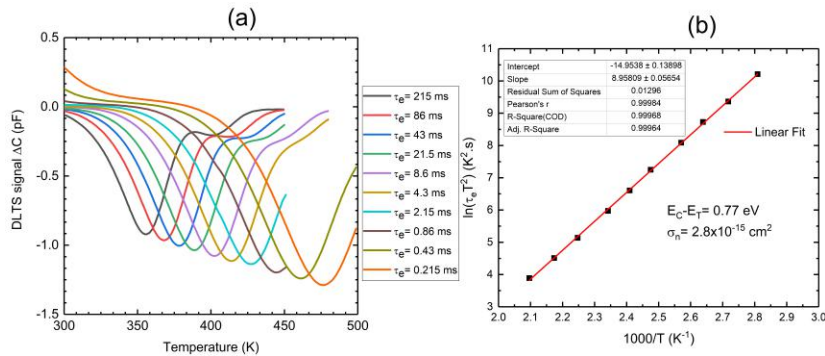 (a)
DLTS signal ΔC (pF)
0.0
-0.5
-1.0
-1.5
300 350 400 450 500
Temperature (K)
τe= 215 ms
τe= 86 ms
τe= 43 ms
τe= 21.5 ms
τe= 8.6 ms
τe= 4.3 ms
τe= 2.15 ms
τe= 0.86 ms
τe= 0.43 ms
τe= 0.215 ms
(b)
ln(τeT²) (K².s)
11
10
9
8
7
6
5
4
3
Intercept -14.9538 ± 0.13898
Slope 8.95809 ± 0.05654
Residual Sum of Squares 0.01296
Pearson's r 0.99984
R-Square(COD) 0.99968
Adj. R-Square 0.99964
Linear Fit
EC-ET= 0.77 eV
σn= 2.8x10⁻¹⁵ cm²
2.0 2.1 2.2 2.3 2.4 2.5 2.6 2.7 2.8 2.9 3.0
1000/T (K⁻¹)